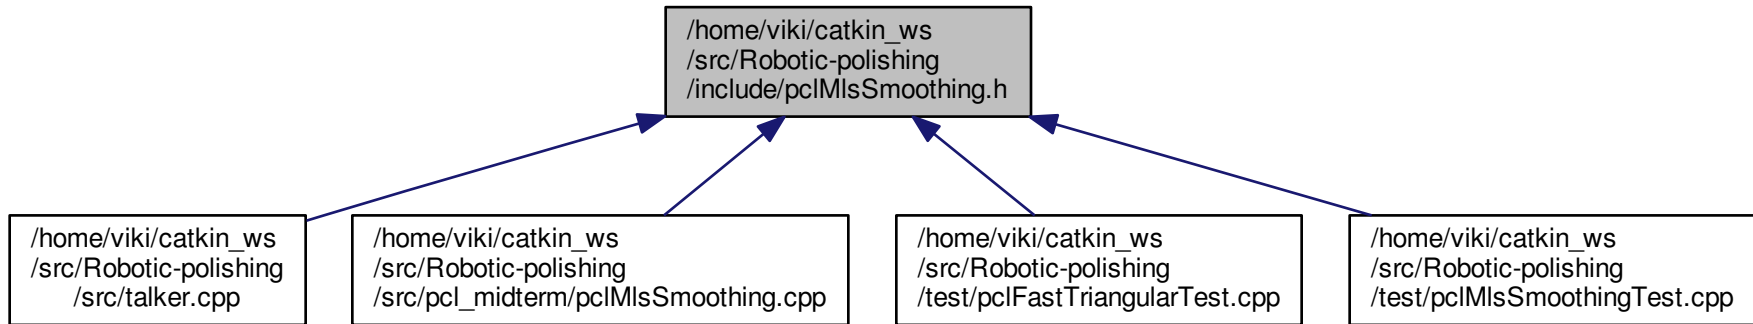 /home/viki/catkin_ws
/src/Robotic-polishing
/include/pclMlsSmoothing.h
/home/viki/catkin_ws
/src/Robotic-polishing
/src/talker.cpp
/home/viki/catkin_ws
/src/Robotic-polishing
/src/pcl_midterm/pclMlsSmoothing.cpp
/home/viki/catkin_ws
/src/Robotic-polishing
/test/pclFastTriangularTest.cpp
/home/viki/catkin_ws
/src/Robotic-polishing
/test/pclMlsSmoothingTest.cpp